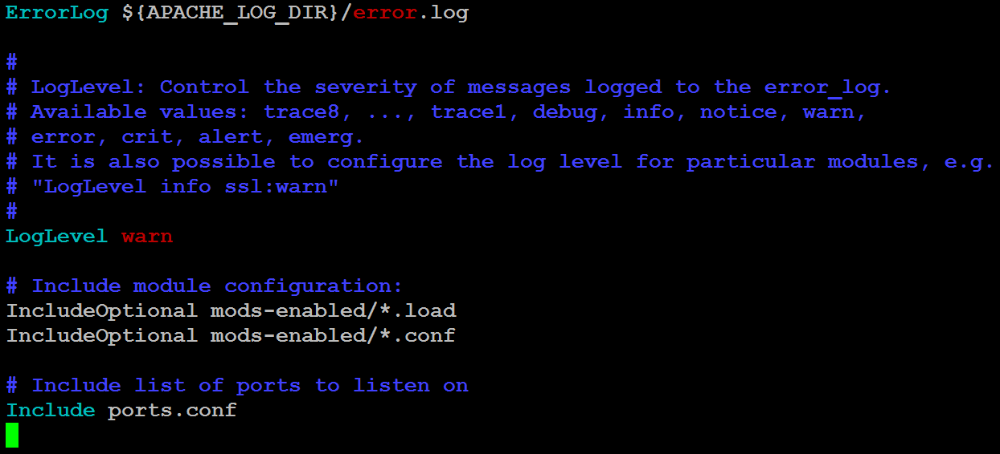 ErrorLog ${APACHE_LOG_DIR}/error.log
#
# LogLevel: Control the severity of messages logged to the error_log.
# Available values: trace8, ..., trace1, debug, info, notice, warn,
# error, crit, alert, emerg.
# It is also possible to configure the log level for particular modules, e.g.
# "LogLevel info ssl:warn"
#
LogLevel warn
# Include module configuration:
IncludeOptional mods-enabled/*.load
IncludeOptional mods-enabled/*.conf
# Include list of ports to listen on
Include ports.conf